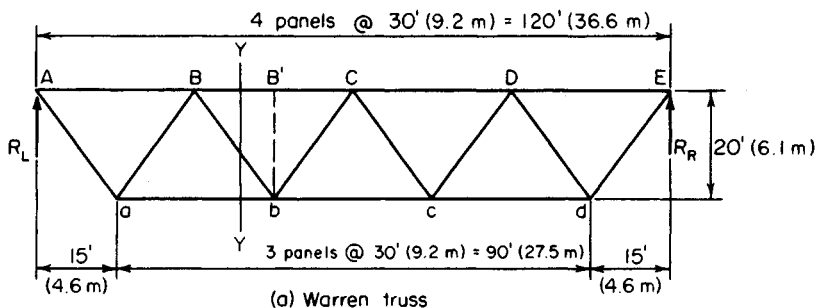 4 panels @ 30' (9.2 m) = 120' (36.6 m)
Y
A B B' C D E
R_L R_R 20' (6.1 m)
a b c d
Y
15' 3 panels @ 30' (9.2 m) = 90' (27.5 m) 15'
(4.6 m) (4.6 m)
(a) Warren truss